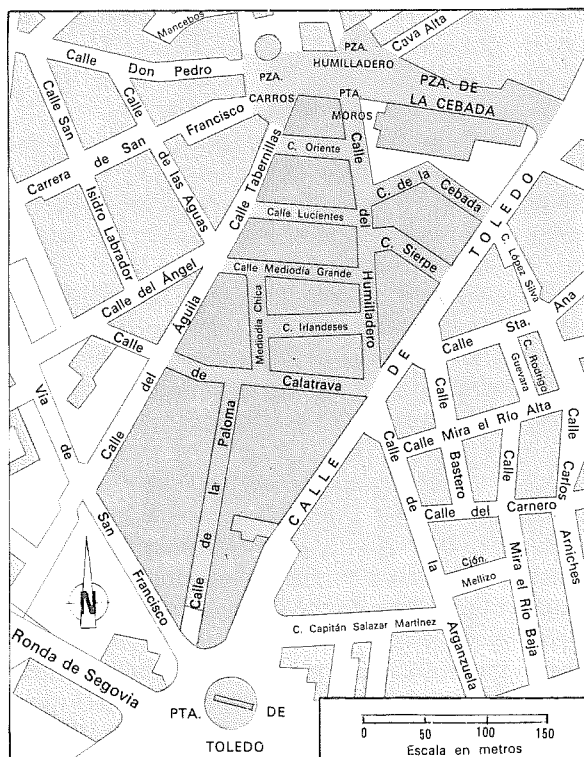 Mancebos
Calle Don Pedro
PZA. HUMILLADERO
Cava Alta
PZA. CARROS
PTA. MOROS
PZA. DE LA CEBADA
Calle San Isidro Labrador
Calle de las Aguas
Carrera de San Francisco
Calle Tabernillas
C. Oriente
Calle del Humilladero
C. de la Cebada
Calle Lucientes
C. Sierpe
CALLE DE TOLEDO
C. López Silva
Calle del Ángel
Calle Mediodía Grande
Mediodía Chica
C. Irlandeses
Calle Sta. Ana
C. Rodrigo Guevara
Calle del Águila
Calle de Calatrava
Calle de la Paloma
Calle Mira el Río Alta
Calle Bastero
Calle Carlos Arniches
Calle del Carnero
Calle Mira el Río Baja
Calle de la Arganzuela
Cjón. Mellizo
Vía de San Francisco
N
C. Capitán Salazar Martínez
Ronda de Segovia
PTA. DE TOLEDO
0 50 100 150
Escala en metros